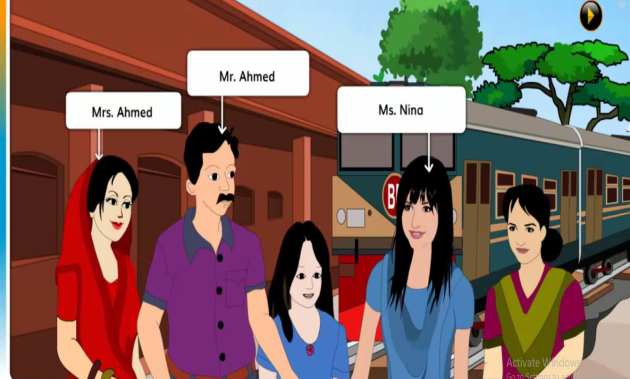 Mr. Ahmed
Mrs. Ahmed
Ms. Nina
Activate Windows